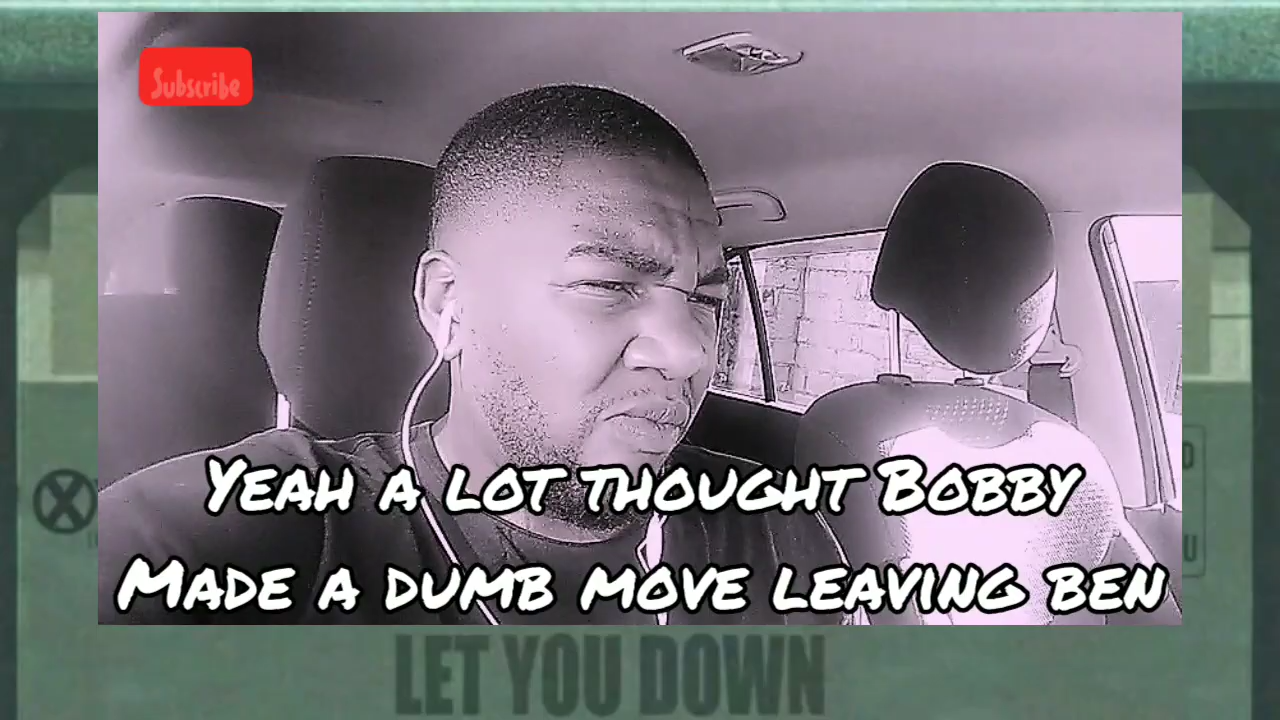 Subscribe
YEAH A LOT THOUGHT BOBBY
MADE A DUMB MOVE LEAVING BEN
LET YOU DOWN